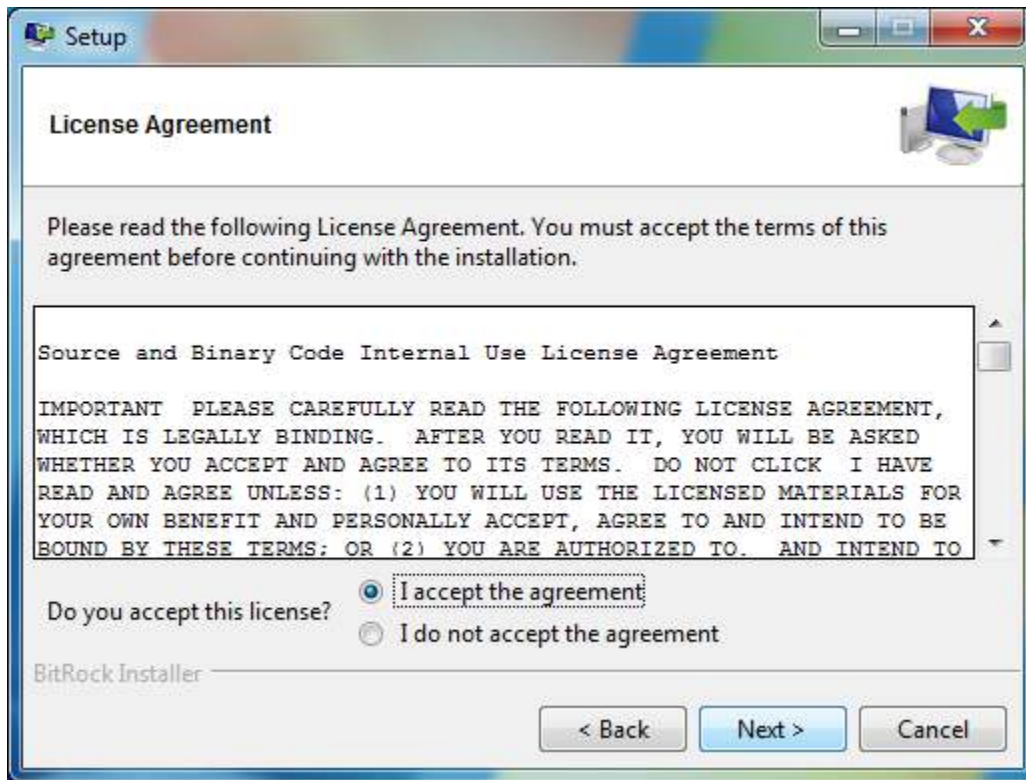 Setup
License Agreement
Please read the following License Agreement. You must accept the terms of this
agreement before continuing with the installation.
Source and Binary Code Internal Use License Agreement
IMPORTANT  PLEASE CAREFULLY READ THE FOLLOWING LICENSE AGREEMENT,
WHICH IS LEGALLY BINDING.  AFTER YOU READ IT, YOU WILL BE ASKED
WHETHER YOU ACCEPT AND AGREE TO ITS TERMS.  DO NOT CLICK  I HAVE
READ AND AGREE UNLESS: (1) YOU WILL USE THE LICENSED MATERIALS FOR
YOUR OWN BENEFIT AND PERSONALLY ACCEPT, AGREE TO AND INTEND TO BE
BOUND BY THESE TERMS; OR (2) YOU ARE AUTHORIZED TO.  AND INTEND TO
Do you accept this license?
I accept the agreement
I do not accept the agreement
BitRock Installer
< Back
Next >
Cancel